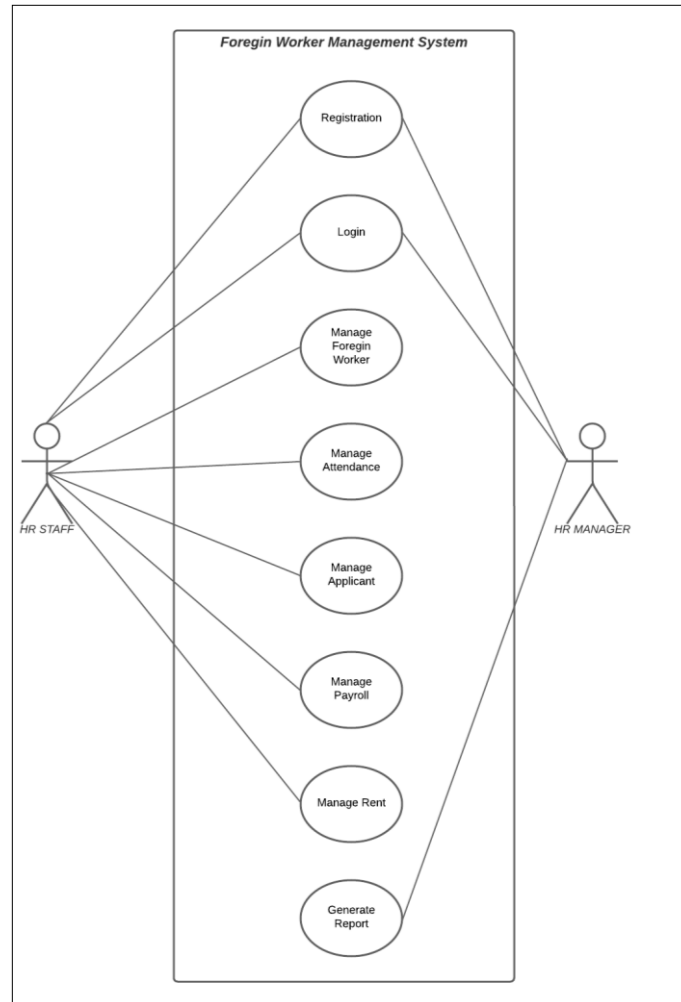 Foregin Worker Management System
Registration
Login
Manage
Foregin
Worker
Manage
Attendance
HR STAFF
HR MANAGER
Manage
Applicant
Manage
Payroll
Manage Rent
Generate
Report